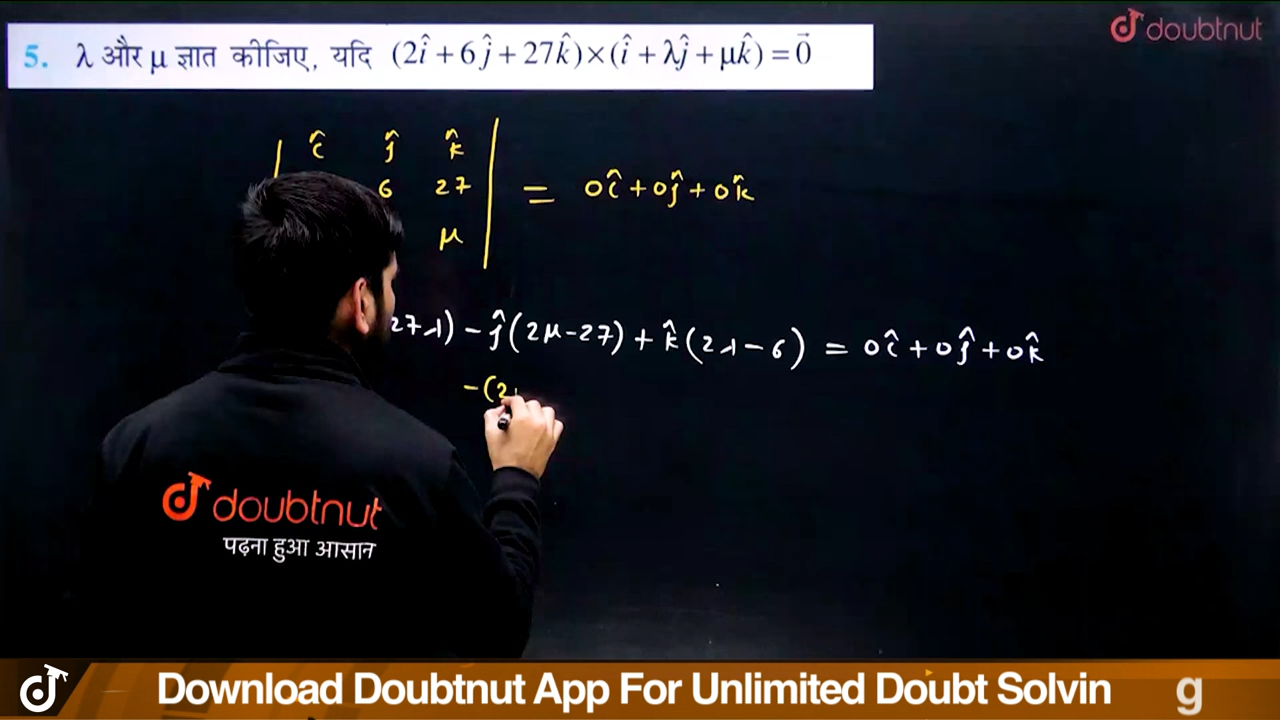 doubtnut
5. λ और μ ज्ञात कीजिए, यदि (2î + 6ĵ + 27k̂) × (î + λĵ + μk̂) = 0⃗
î ĵ k̂
6 27 = 0î + 0ĵ + 0k̂
μ
27λ) - ĵ(2μ - 27) + k̂(2λ - 6) = 0î + 0ĵ + 0k̂
-(2
doubtnut
पढ़ना हुआ आसान
Download Doubtnut App For Unlimited Doubt Solvin g